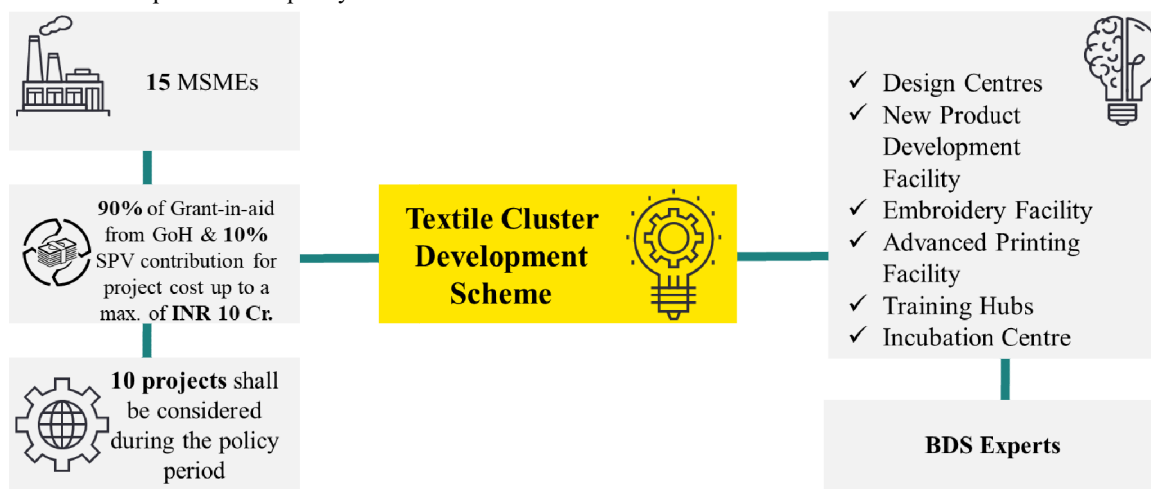 15 MSMEs
90% of Grant-in-aid
from GoH & 10%
SPV contribution for
project cost up to a
max. of INR 10 Cr.
10 projects shall
be considered
during the policy
period
Textile Cluster
Development
Scheme
✓ Design Centres
✓ New Product
Development
Facility
✓ Embroidery Facility
✓ Advanced Printing
Facility
✓ Training Hubs
✓ Incubation Centre
BDS Experts